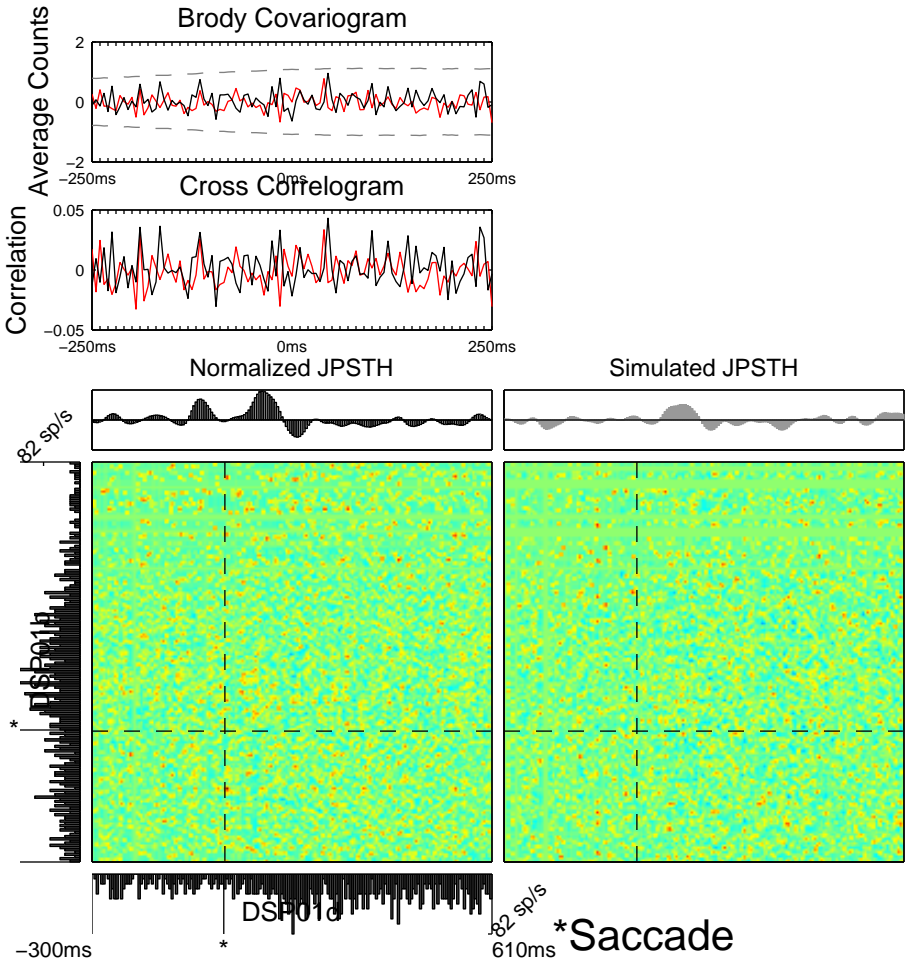 Brody Covariogram
Average Counts
2
0
−2
−250ms
0ms
250ms
Cross Correlogram
Correlation
0.05
0
−0.05
−250ms
0ms
250ms
Normalized JPSTH
Simulated JPSTH
82 sp/s
DSP01b
*
DSP01d
82 sp/s
−300ms
*
610ms
*Saccade